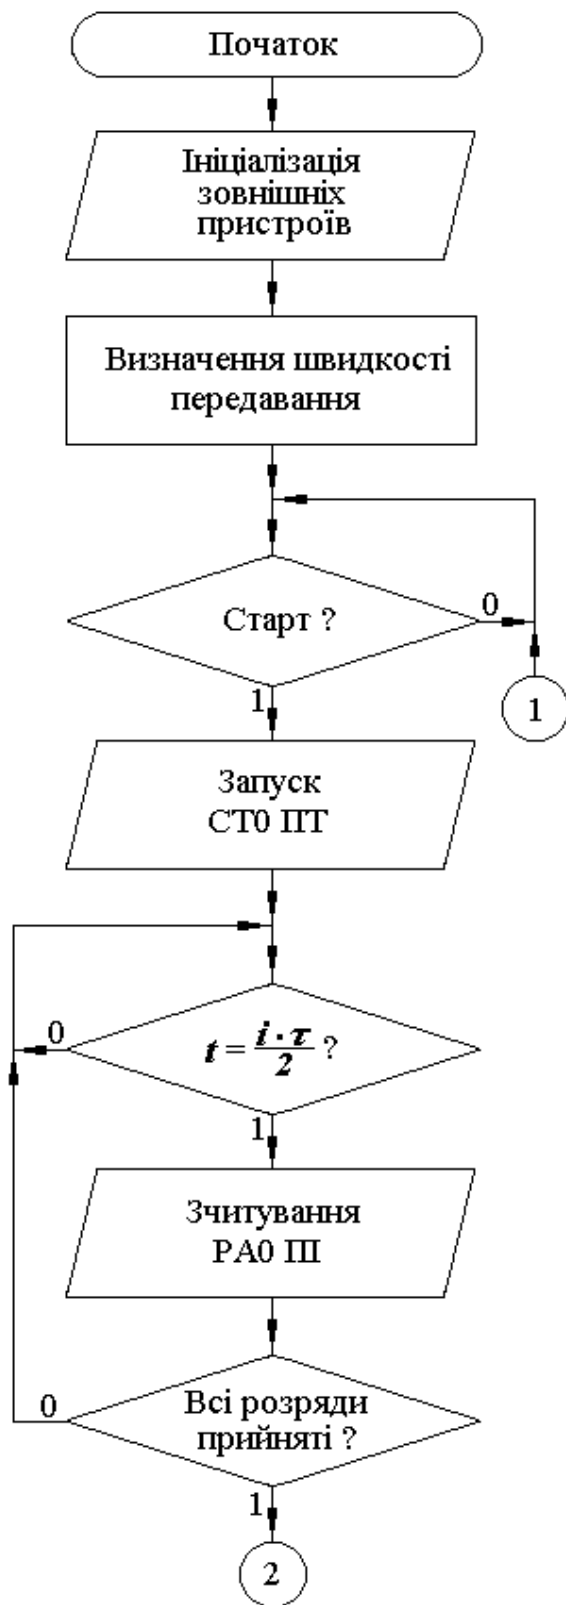 Початок
Ініціалізація
зовнішніх
пристроїв
Визначення швидкості
передавання
Старт ?
0
1
1
Запуск
СТ0 ПТ
0
t = i · τ / 2 ?
1
Зчитування
РА0 ПІ
0
Всі розряди
прийняті ?
1
2